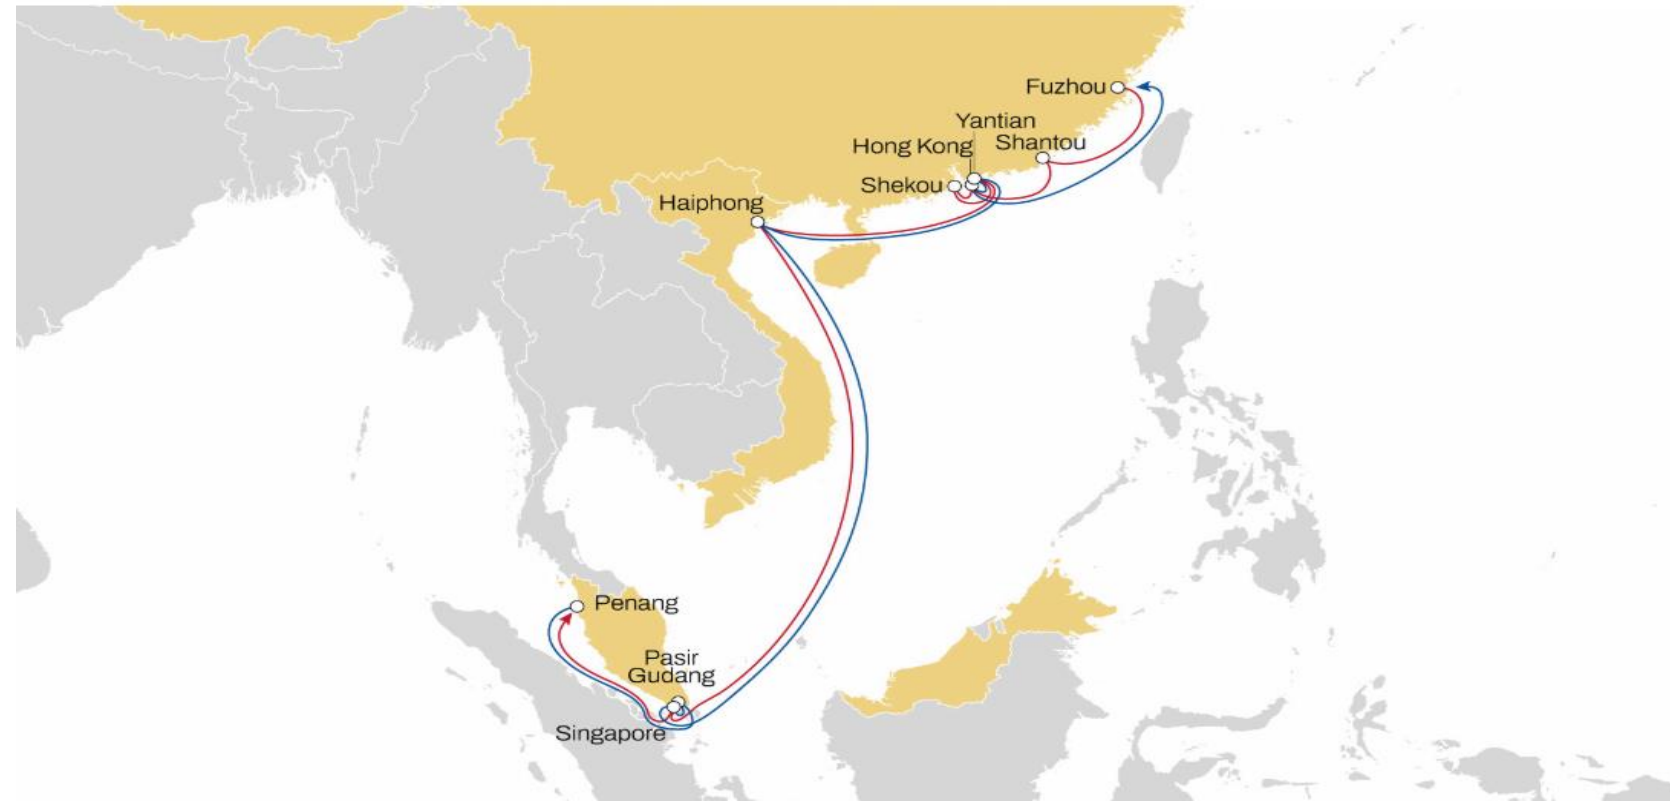 Fuzhou
Yantian
Hong Kong
Shantou
Shekou
Haiphong
Penang
Pasir
Gudang
Singapore